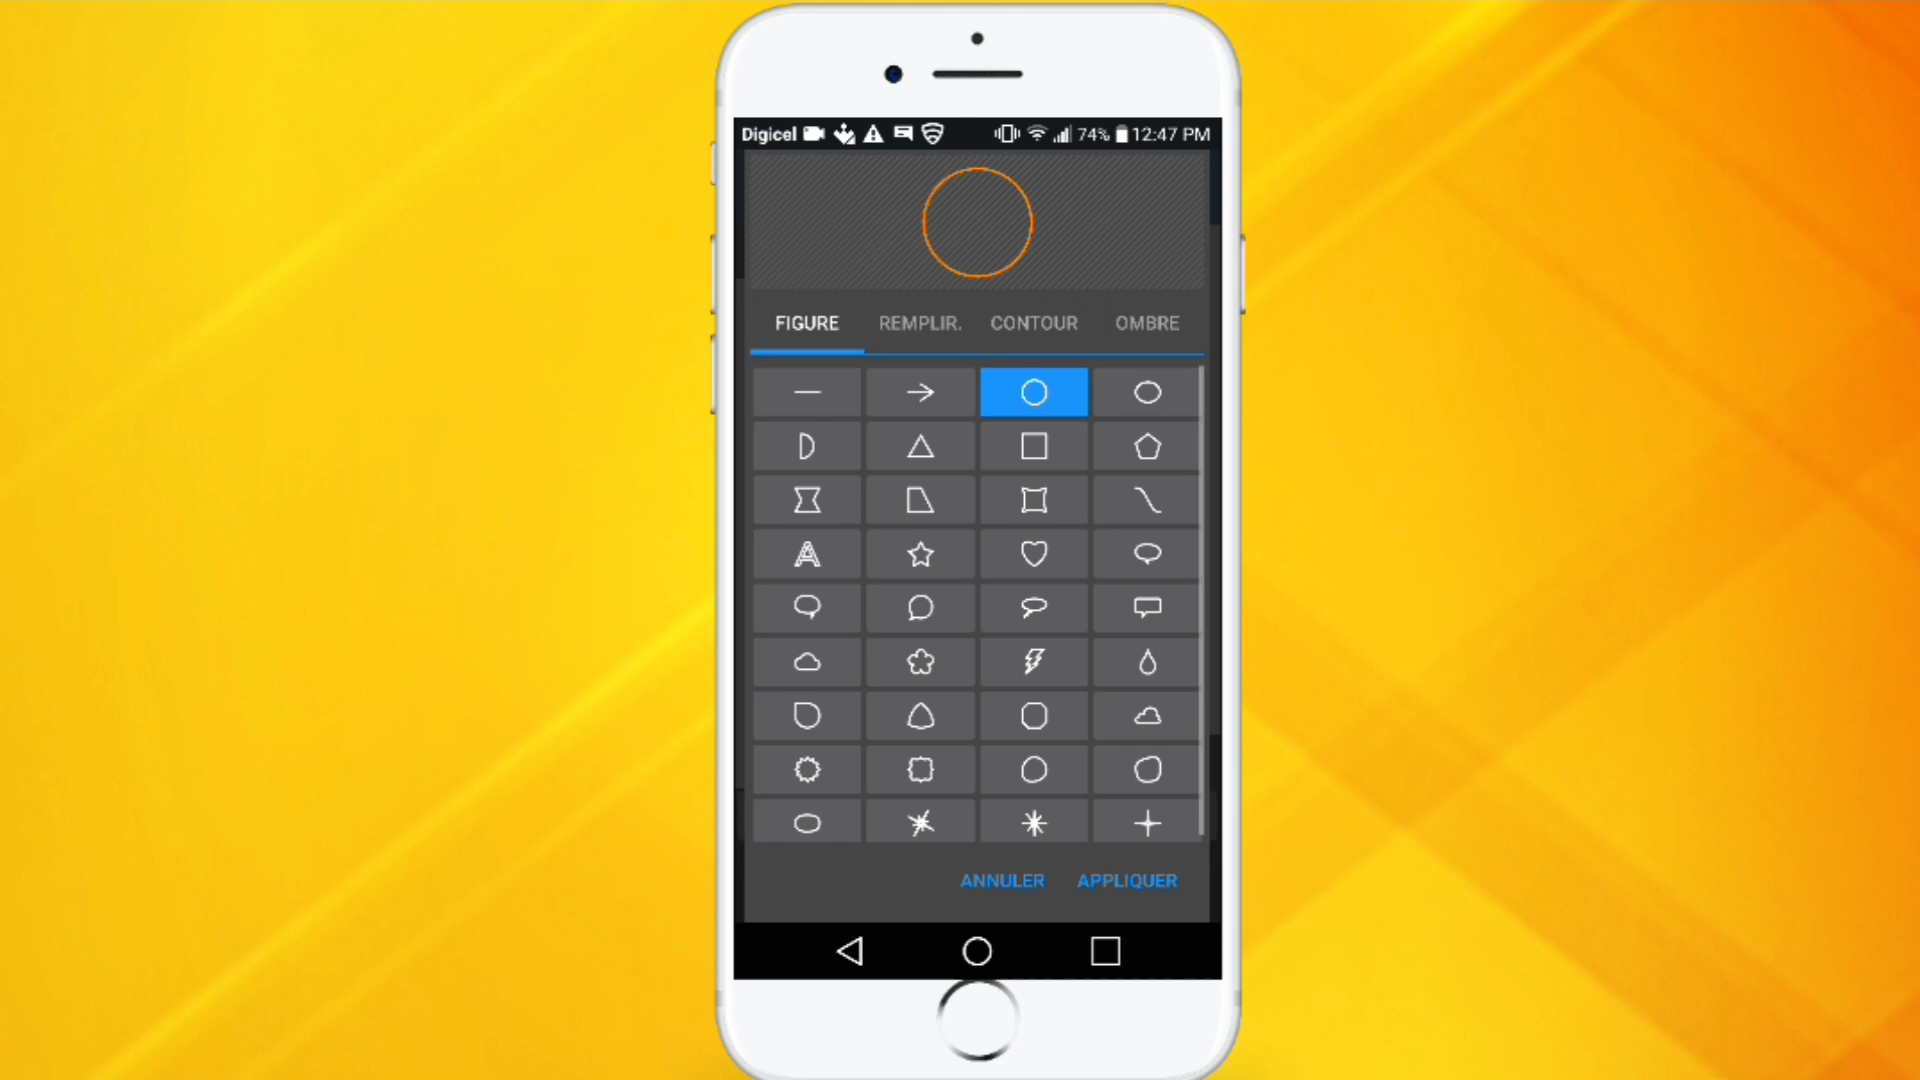 Digicel 74% 12:47 PM
FIGURE REMPLIR. CONTOUR OMBRE
ANNULER APPLIQUER